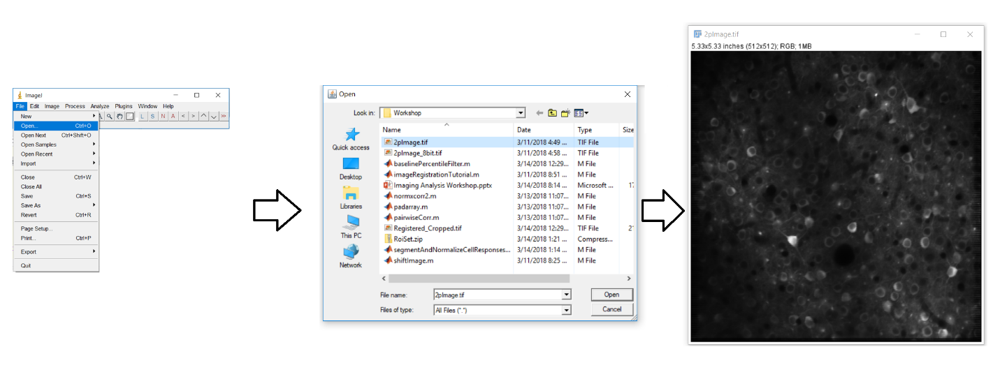 ImageJ
File Edit Image Process Analyze Plugins Window Help
New
L S N A < > >>
Open... Ctrl+O
Open Next Ctrl+Shift+O
Open Samples
Open Recent
Import
Close Ctrl+W
Close All
Save Ctrl+S
Save As
Revert Ctrl+R
Page Setup...
Print... Ctrl+P
Export
Quit
Open
Look in: Workshop
Name Date Type Size
Quick access
Desktop
Libraries
This PC
Network
2pImage.tif 3/11/2018 4:49 ... TIF File
2pImage_8bit.tif 3/11/2018 4:58 ... TIF File
baselinePercentileFilter.m 3/14/2018 12:29... M File
imageRegistrationTutorial.m 3/11/2018 8:51 ... M File
Imaging Analysis Workshop.pptx 3/14/2018 8:14 ... Microsoft ... 17
normxcorr2.m 3/13/2018 11:07... M File
padarray.m 3/13/2018 11:07... M File
pairwiseCorr.m 3/13/2018 11:07... M File
Registered_Cropped.tif 3/14/2018 12:29... TIF File 21
RoiSet.zip 3/14/2018 1:21 ... Compress...
segmentAndNormalizeCellResponses... 3/14/2018 1:14 ... M File
shiftImage.m 3/11/2018 8:25 ... M File
File name: 2pImage.tif Open
Files of type: All Files (*.*) Cancel
2pImage.tif
5.33x5.33 inches (512x512); RGB; 1MB